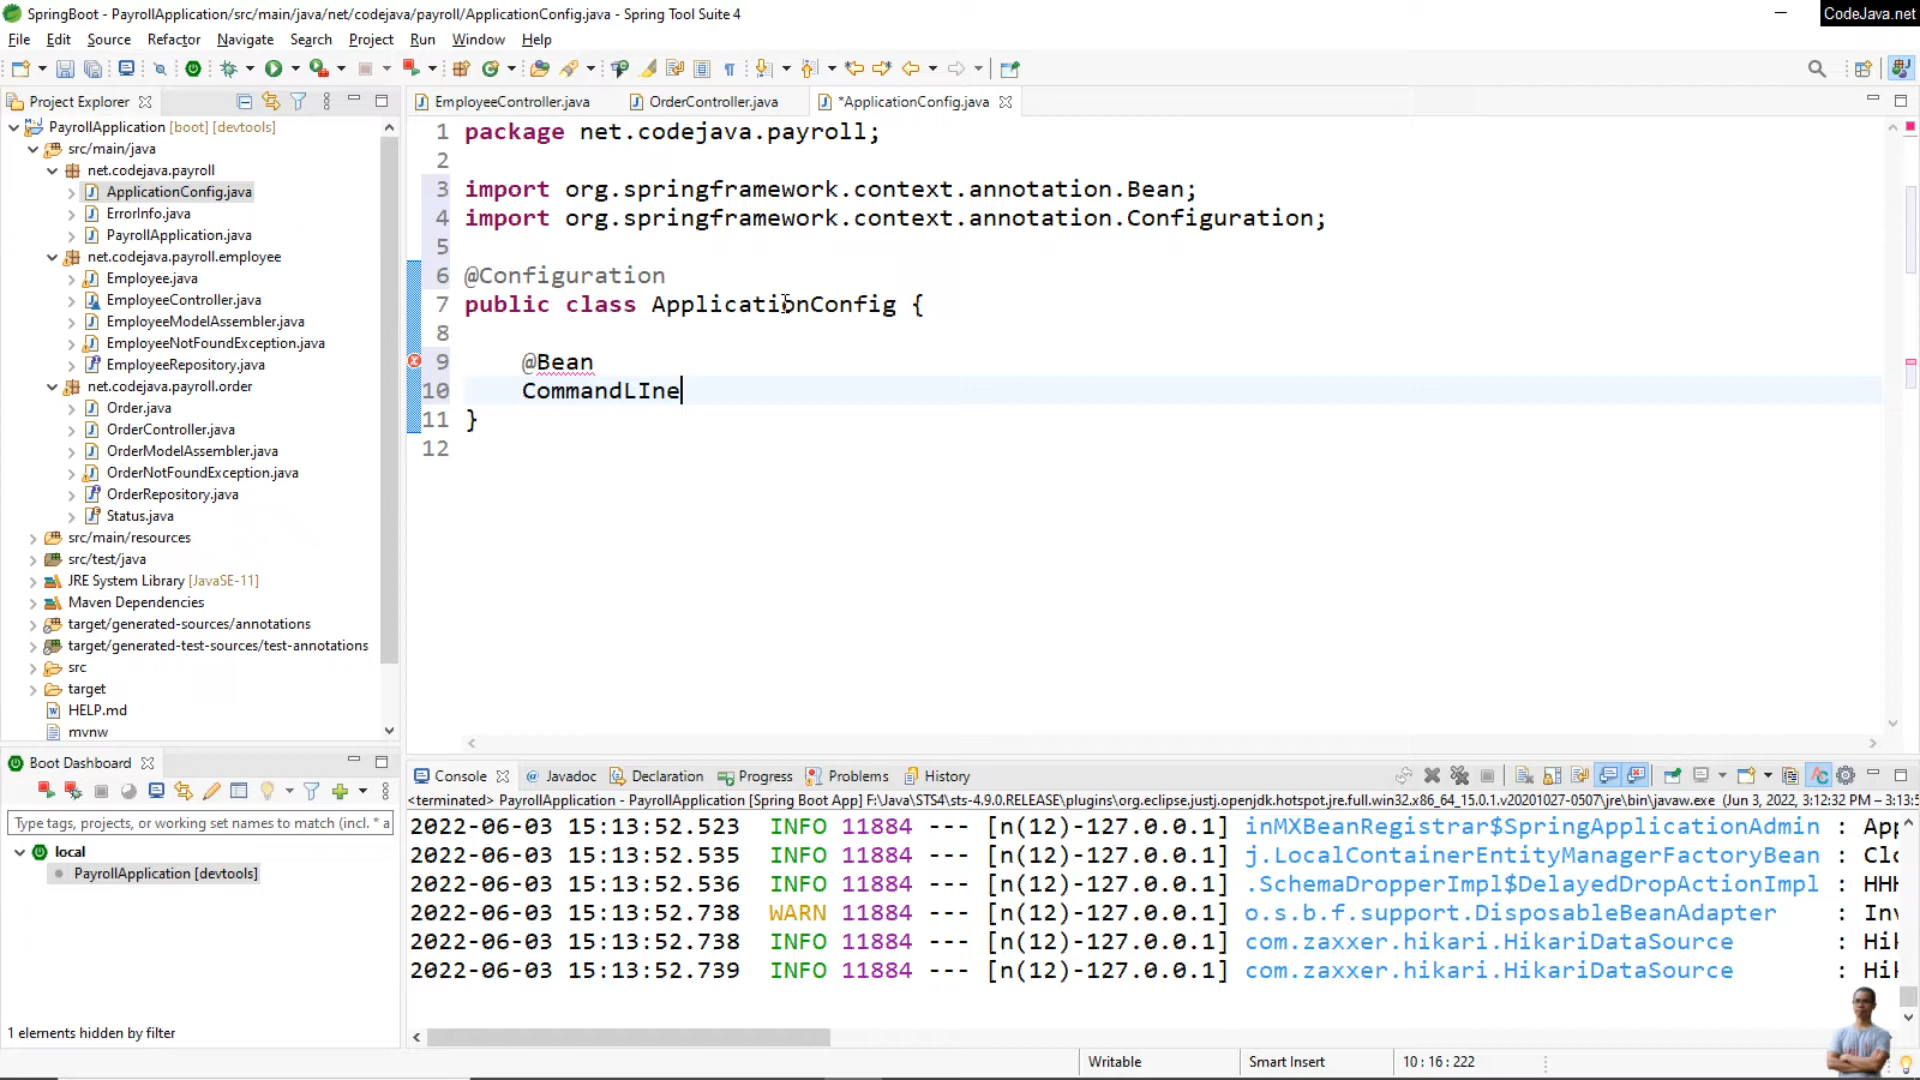 SpringBoot - PayrollApplication/src/main/java/net/codejava/payroll/ApplicationConfig.java - Spring Tool Suite 4
CodeJava.net
File Edit Source Refactor Navigate Search Project Run Window Help
Project Explorer
PayrollApplication [boot] [devtools]
src/main/java
net.codejava.payroll
ApplicationConfig.java
ErrorInfo.java
PayrollApplication.java
net.codejava.payroll.employee
Employee.java
EmployeeController.java
EmployeeModelAssembler.java
EmployeeNotFoundException.java
EmployeeRepository.java
net.codejava.payroll.order
Order.java
OrderController.java
OrderModelAssembler.java
OrderNotFoundException.java
OrderRepository.java
Status.java
src/main/resources
src/test/java
JRE System Library [JavaSE-11]
Maven Dependencies
target/generated-sources/annotations
target/generated-test-sources/test-annotations
src
target
HELP.md
mvnw
EmployeeController.java OrderController.java *ApplicationConfig.java
1 package net.codejava.payroll;
2
3 import org.springframework.context.annotation.Bean;
4 import org.springframework.context.annotation.Configuration;
5
6 @Configuration
7 public class ApplicationConfig {
8
9 @Bean
10 CommandLIne
11 }
12
Boot Dashboard
Type tags, projects, or working set names to match (incl. * a
local
PayrollApplication [devtools]
1 elements hidden by filter
Console Javadoc Declaration Progress Problems History
<terminated> PayrollApplication - PayrollApplication [Spring Boot App] F:\Java\STS4\sts-4.9.0.RELEASE\plugins\org.eclipse.justj.openjdk.hotspot.jre.full.win32.x86_64_15.0.1.v20201027-0507\jre\bin\javaw.exe (Jun 3, 2022, 3:12:32 PM – 3:13:5
2022-06-03 15:13:52.523 INFO 11884 --- [n(12)-127.0.0.1] inMXBeanRegistrar$SpringApplicationAdmin : App
2022-06-03 15:13:52.535 INFO 11884 --- [n(12)-127.0.0.1] j.LocalContainerEntityManagerFactoryBean : Clo
2022-06-03 15:13:52.536 INFO 11884 --- [n(12)-127.0.0.1] .SchemaDropperImpl$DelayedDropActionImpl : HHH
2022-06-03 15:13:52.738 WARN 11884 --- [n(12)-127.0.0.1] o.s.b.f.support.DisposableBeanAdapter : Inv
2022-06-03 15:13:52.738 INFO 11884 --- [n(12)-127.0.0.1] com.zaxxer.hikari.HikariDataSource : Hik
2022-06-03 15:13:52.739 INFO 11884 --- [n(12)-127.0.0.1] com.zaxxer.hikari.HikariDataSource : Hik
Writable Smart Insert 10 : 16 : 222